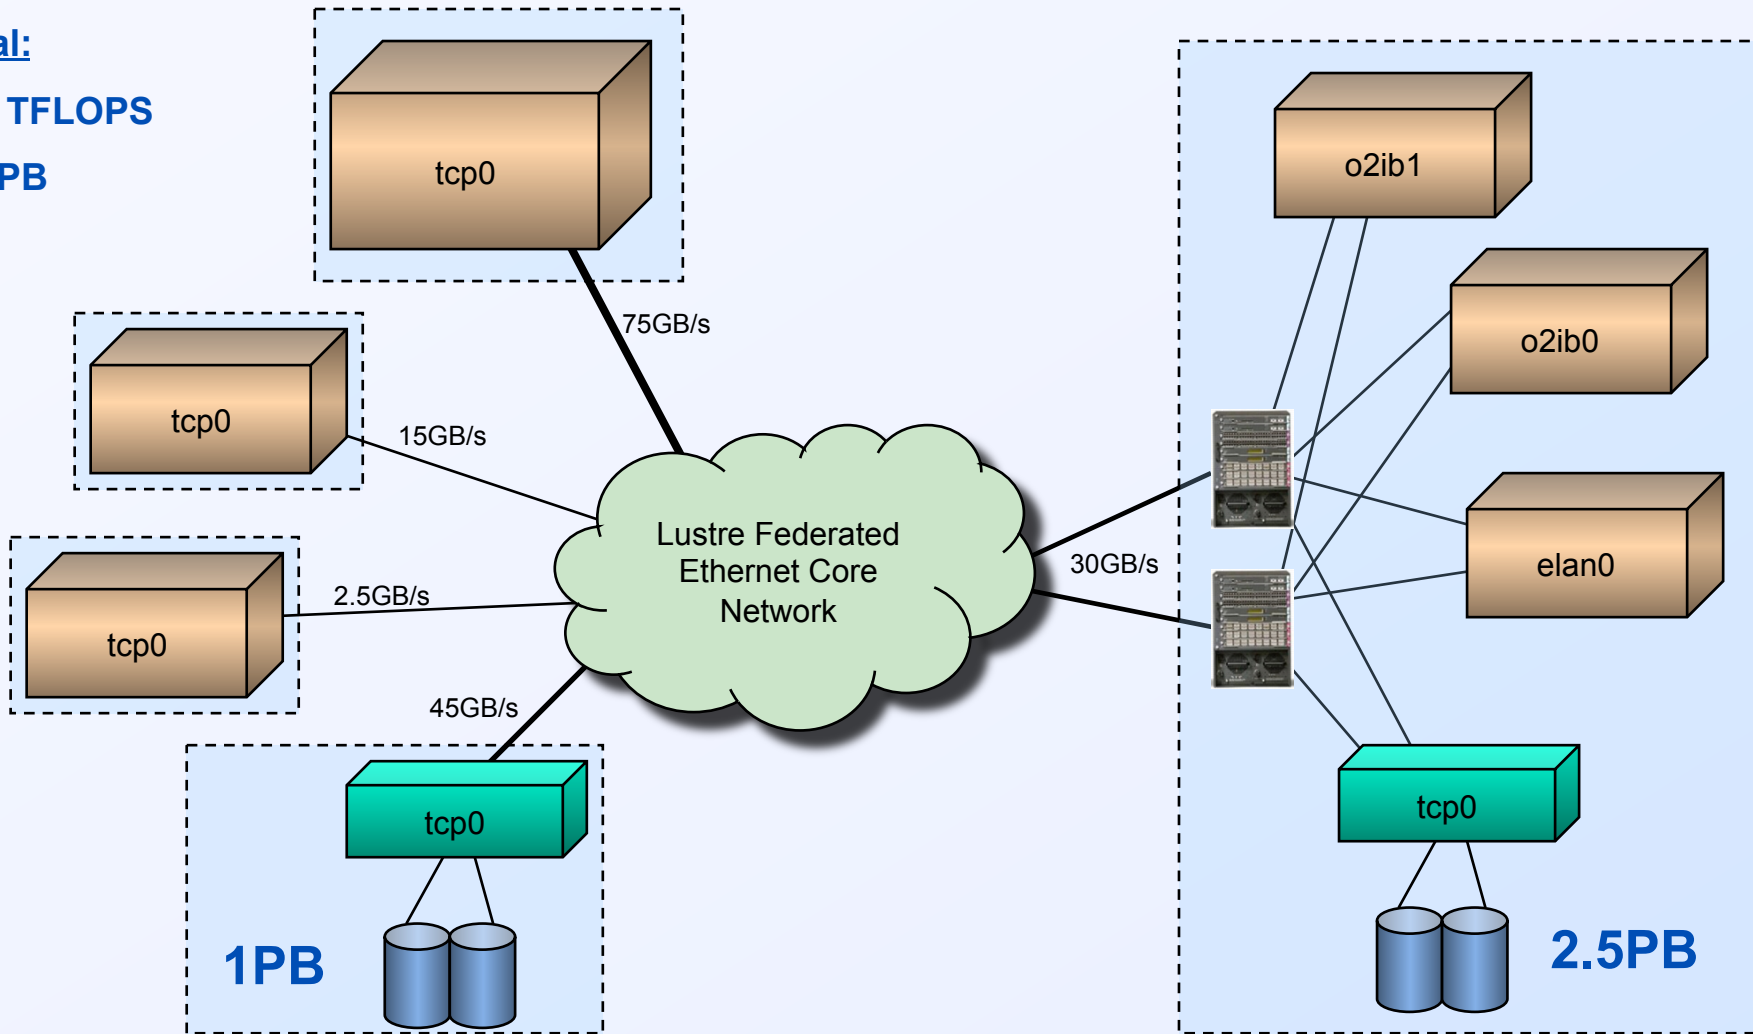 al:
TFLOPS
PB
tcp0
o2ib1
75GB/s
o2ib0
tcp0
15GB/s
Lustre Federated
Ethernet Core
Network
30GB/s
elan0
2.5GB/s
tcp0
45GB/s
tcp0
tcp0
1PB
2.5PB